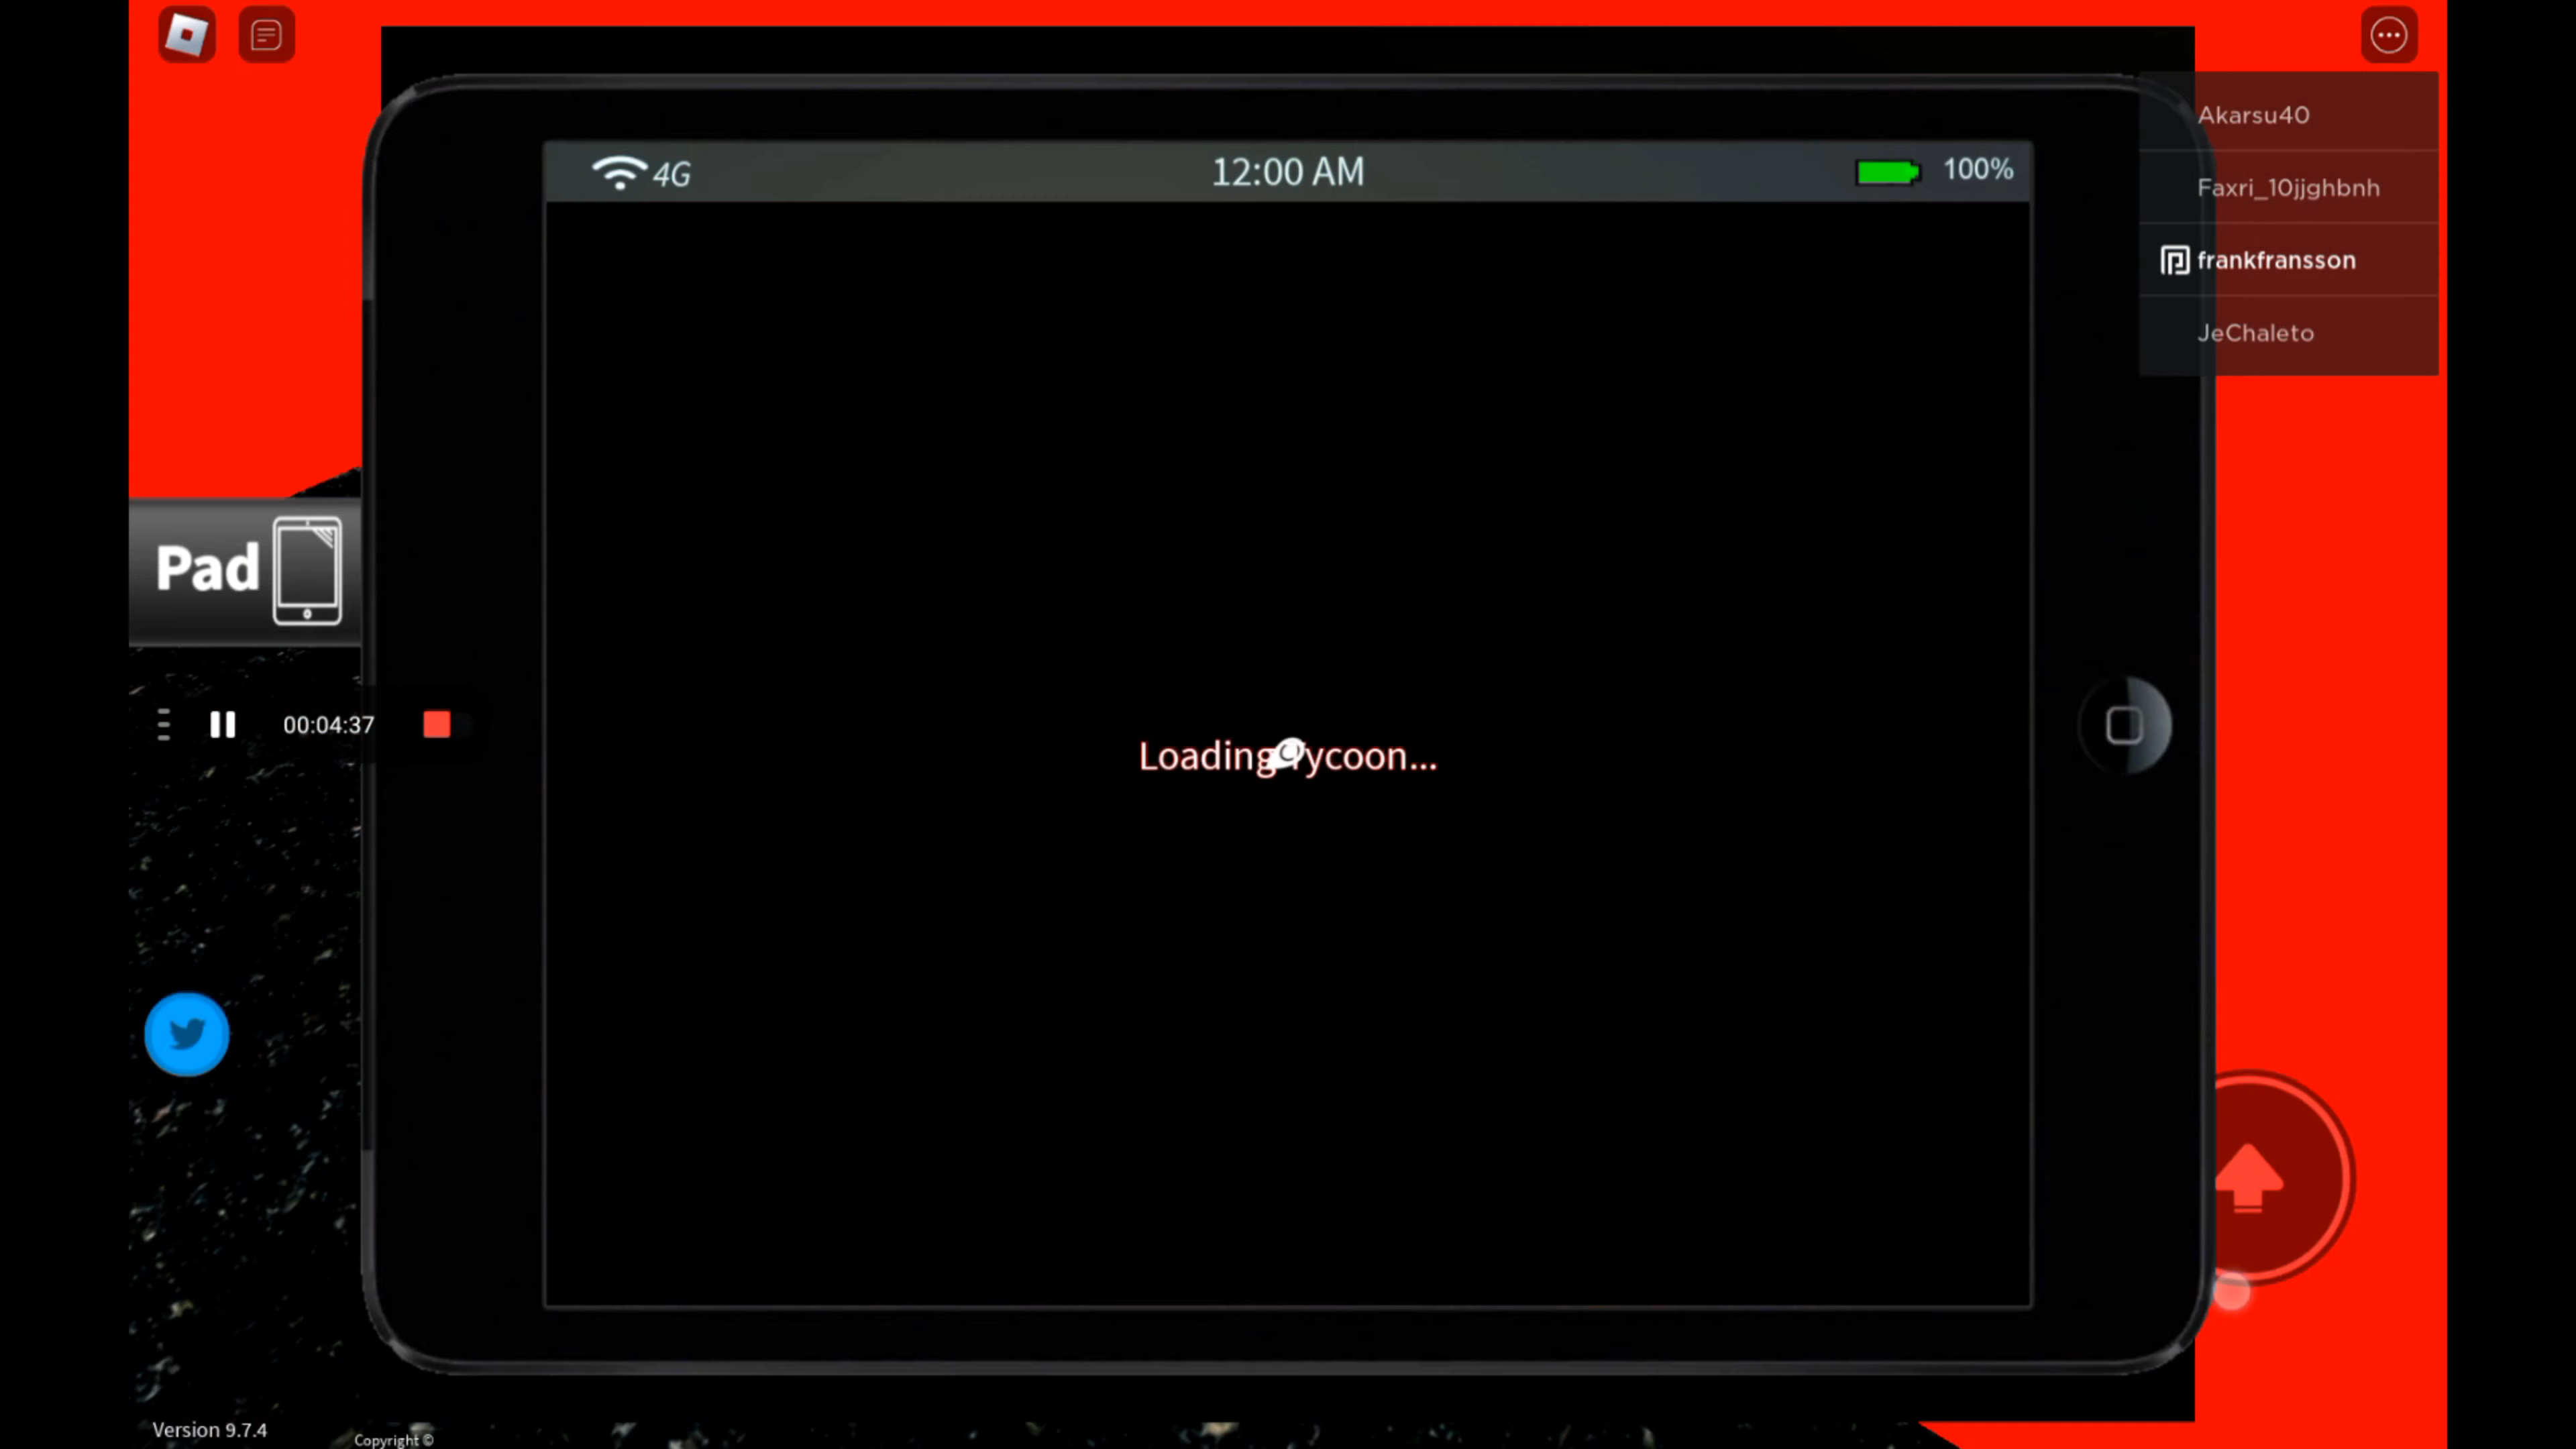 Akarsu40
4G
12:00 AM
100%
Faxri_10jjghbnh
frankfransson
JeChaleto
Pad
00:04:37
Loading Tycoon...
Version 9.7.4
Copyright ©